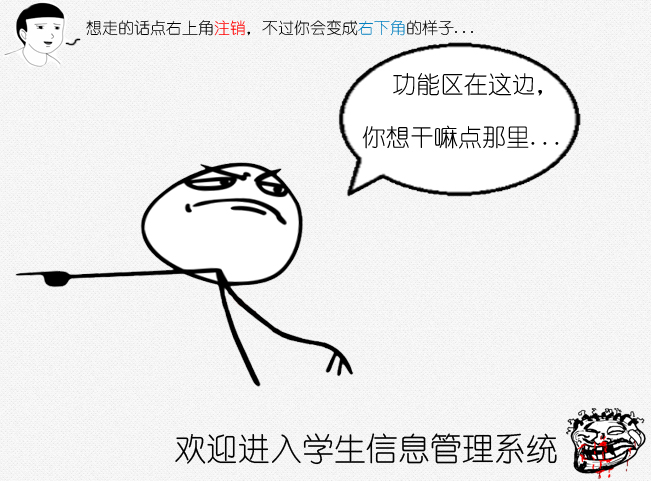 想走的话点右上角注销，不过你会变成右下角的样子...
功能区在这边，
你想干嘛点那里...
欢迎进入学生信息管理系统